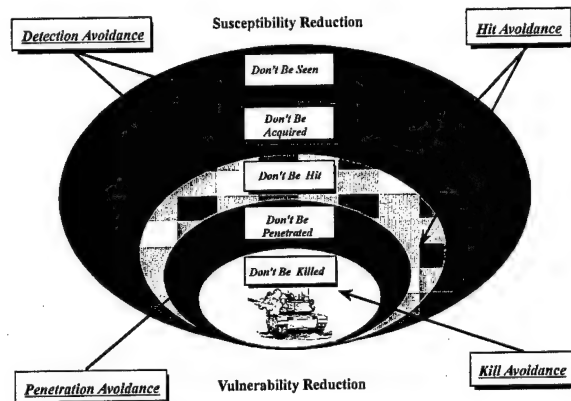 Susceptibility Reduction
Detection Avoidance
Hit Avoidance
Don't Be Seen
Don't Be
Acquired
Don't Be Hit
Don't Be
Penetrated
Don't Be Killed
Penetration Avoidance
Vulnerability Reduction
Kill Avoidance